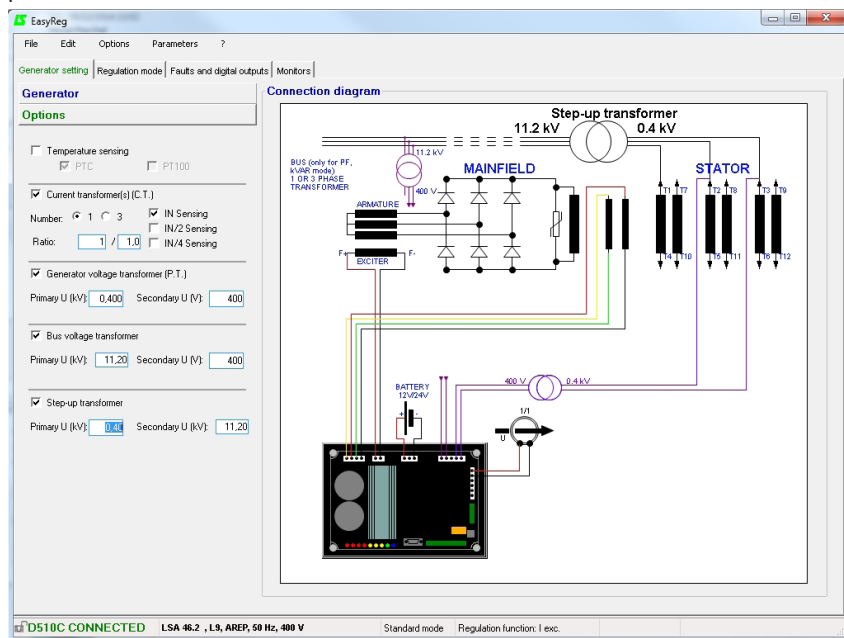 EasyReg
File Edit Options Parameters ?
Generator setting Regulation mode Faults and digital outputs Monitors
Generator
Options
Temperature sensing
PTC PT100
Current transformer(s) (C.T.)
Number: 1 3 IN Sensing
IN/2 Sensing
Ratio: 1 / 1,0 IN/4 Sensing
Generator voltage transformer (P.T.)
Primary U (kV): 0,400 Secondary U (V): 400
Bus voltage transformer
Primary U (kV): 11,20 Secondary U (V): 400
Step-up transformer
Primary U (kV): 0,40 Secondary U (kV): 11,20
Connection diagram
Step-up transformer
11.2 kV 0.4 kV
11.2 kV
BUS (only for PF,
kVAR mode)
1 OR 3 PHASE
TRANSFORMER
400 V
MAINFIELD
STATOR
ARMATURE
T1 T7 T2 T8 T3 T9
F+ F-
EXCITER
T4 T10 T5 T11 T6 T12
400 V 0.4 kV
BATTERY
12V/24V
+ -
1/1
U
D510C CONNECTED LSA 46.2 , L9, AREP, 50 Hz, 400 V Standard mode Regulation function: I exc.